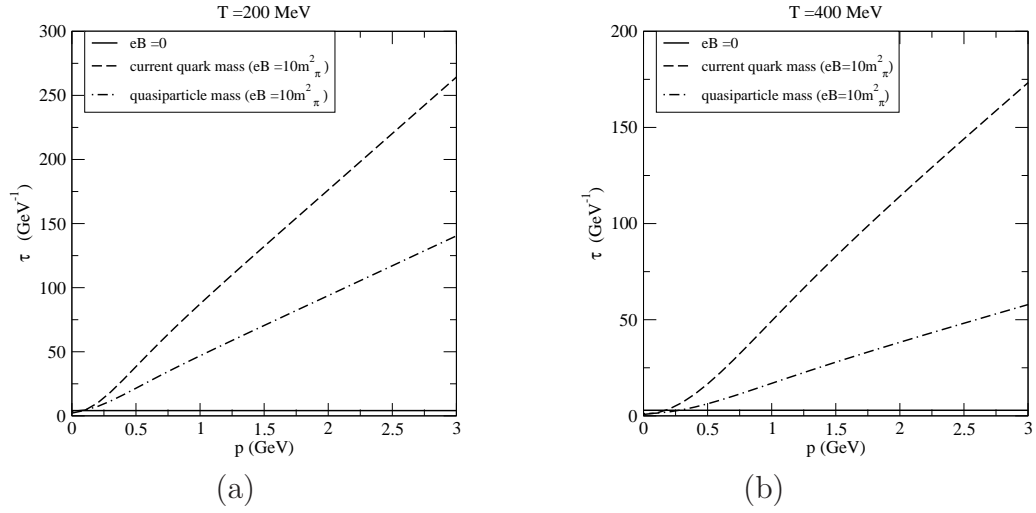 T =200 MeV
eB =0
current quark mass (eB =10m²π)
quasiparticle mass (eB =10m²π)
300
250
200
150
100
50
0
τ (GeV⁻¹)
0 0.5 1 1.5 2 2.5 3
p (GeV)
(a)
T =400 MeV
eB =0
current quark mass (eB=10m²π)
quasiparticle mass (eB=10m²π)
200
150
100
50
0
τ (GeV⁻¹)
0 0.5 1 1.5 2 2.5 3
p (GeV)
(b)